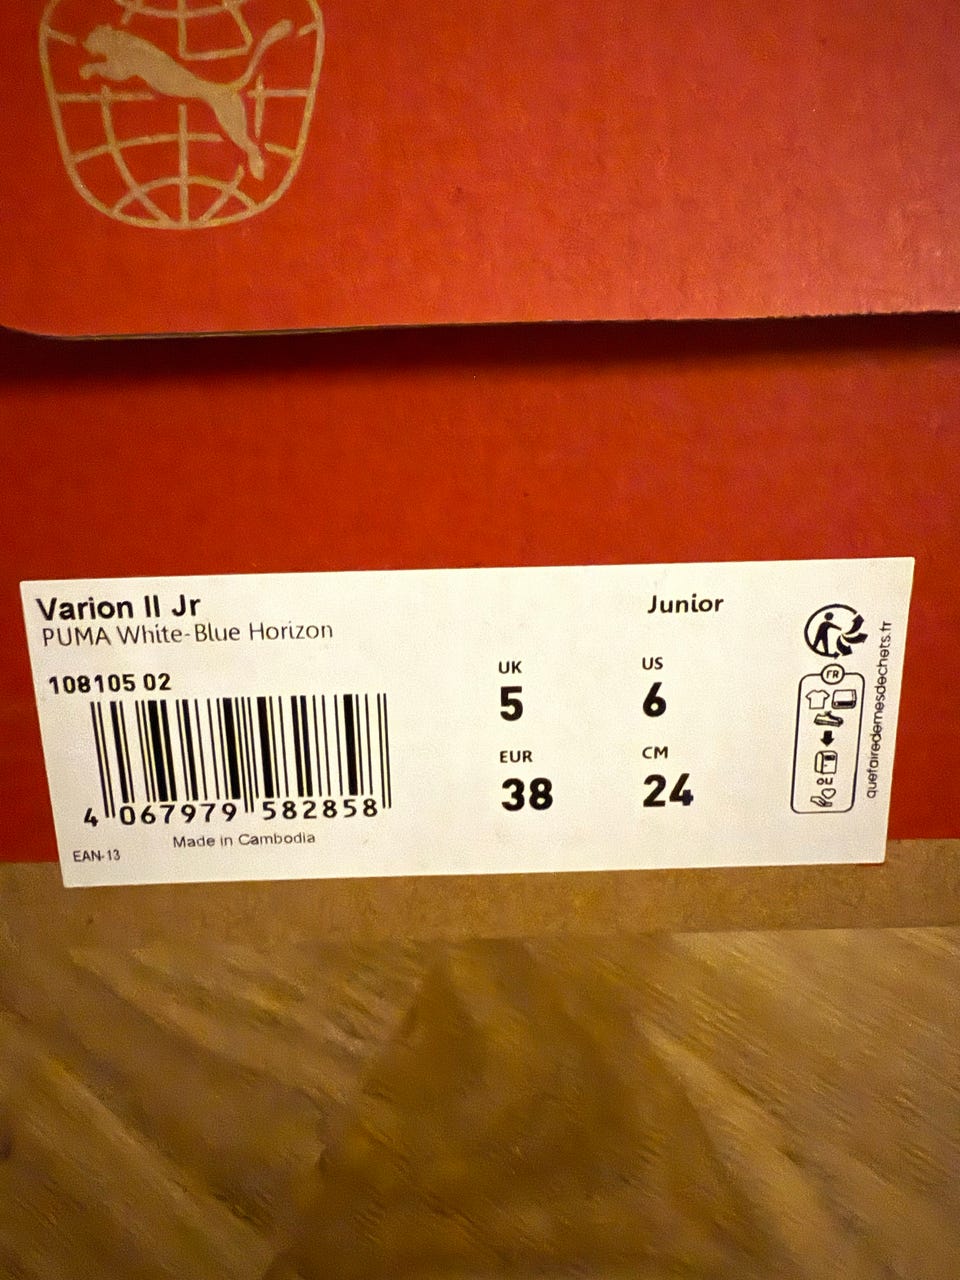 Varion II Jr
PUMA White-Blue Horizon
Junior
108105 02
UK
5
US
6
EUR
38
CM
24
4 067979 582858
Made in Cambodia
EAN-13
FR
OU
quefairedemesdechets.fr